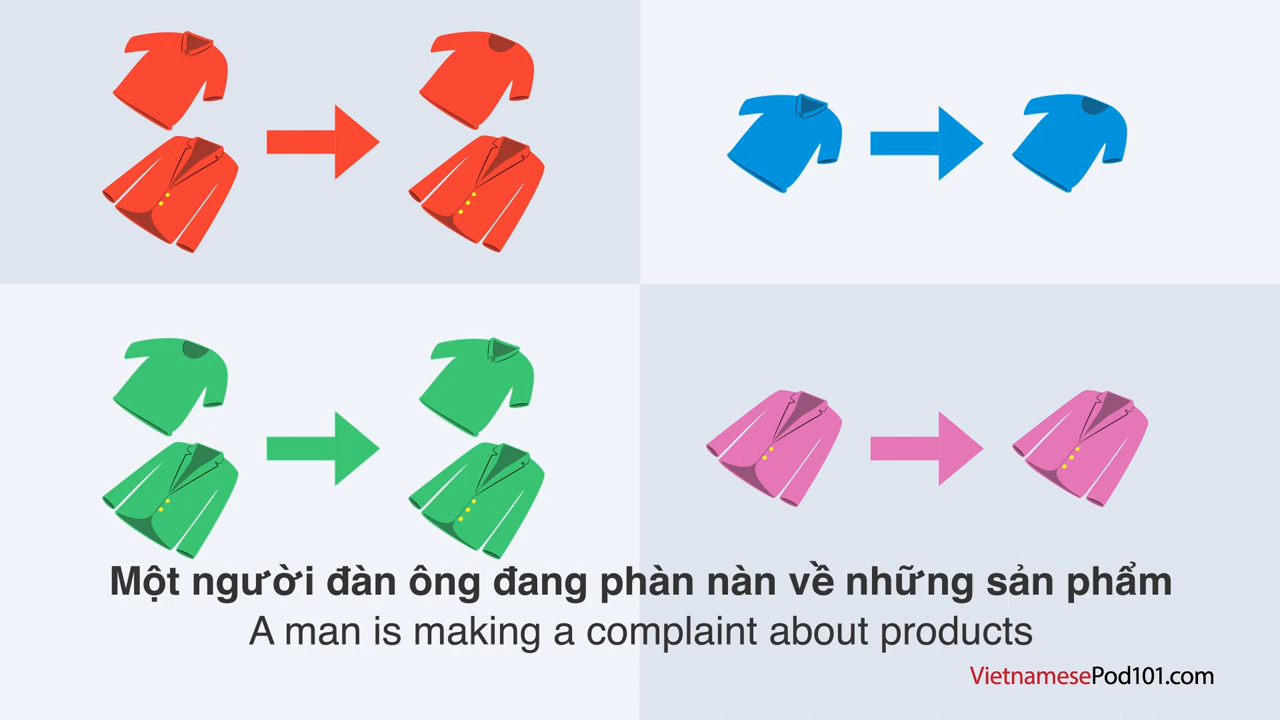 Một người đàn ông đang phàn nàn về những sản phẩm
A man is making a complaint about products
VietnamesePod101.com